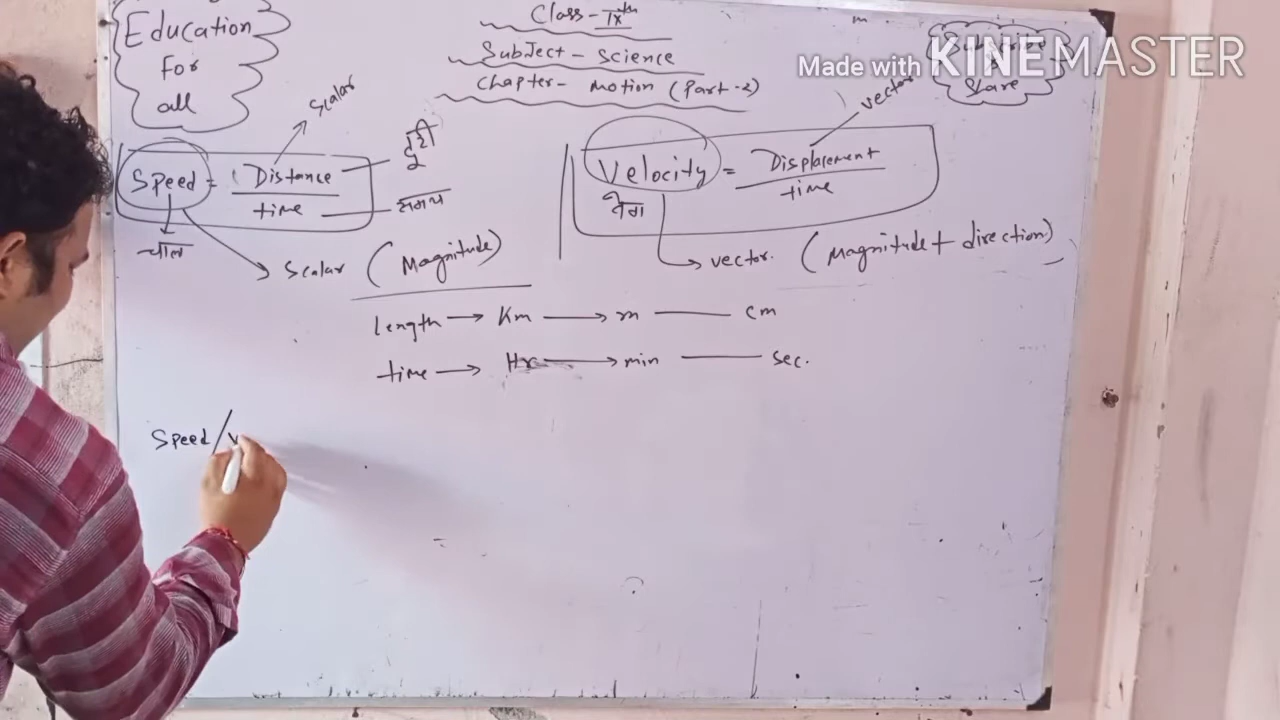 Education
For
all
Class - IXth
Subject - Science
Chapter - Motion (Part-2)
Made with KINEMASTER
Share
Scalar
Speed = Distance / time
दूरी
समय
चाल
Scalar (Magnitude)
vector
Velocity = Displacement / time
वेग
vector. (Magnitude + direction)
length → Km → m — cm
time → Hr → min — sec.
Speed / v